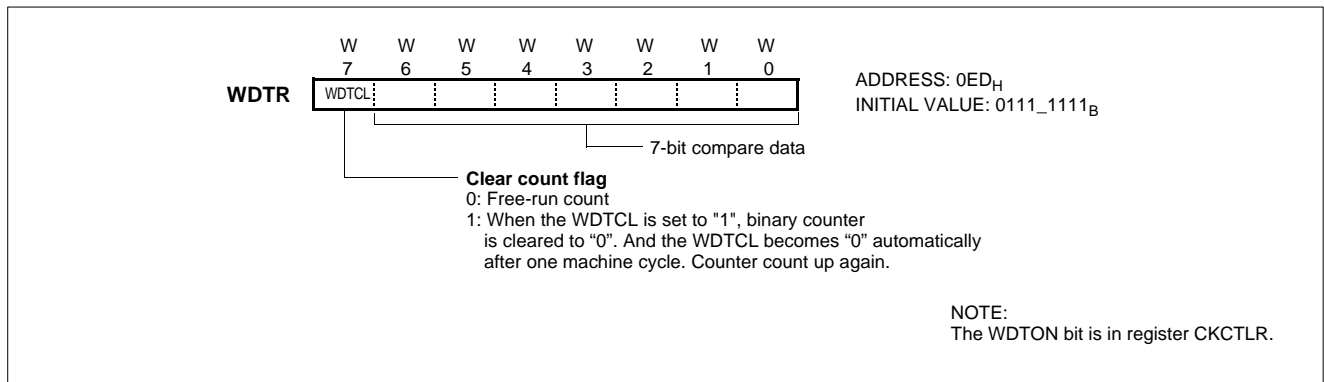 W W W W W W W W
7 6 5 4 3 2 1 0
WDTR WDTCL
ADDRESS: 0EDH
INITIAL VALUE: 0111_1111B
7-bit compare data
Clear count flag
0: Free-run count
1: When the WDTCL is set to "1", binary counter
is cleared to “0”. And the WDTCL becomes “0” automatically
after one machine cycle. Counter count up again.
NOTE:
The WDTON bit is in register CKCTLR.